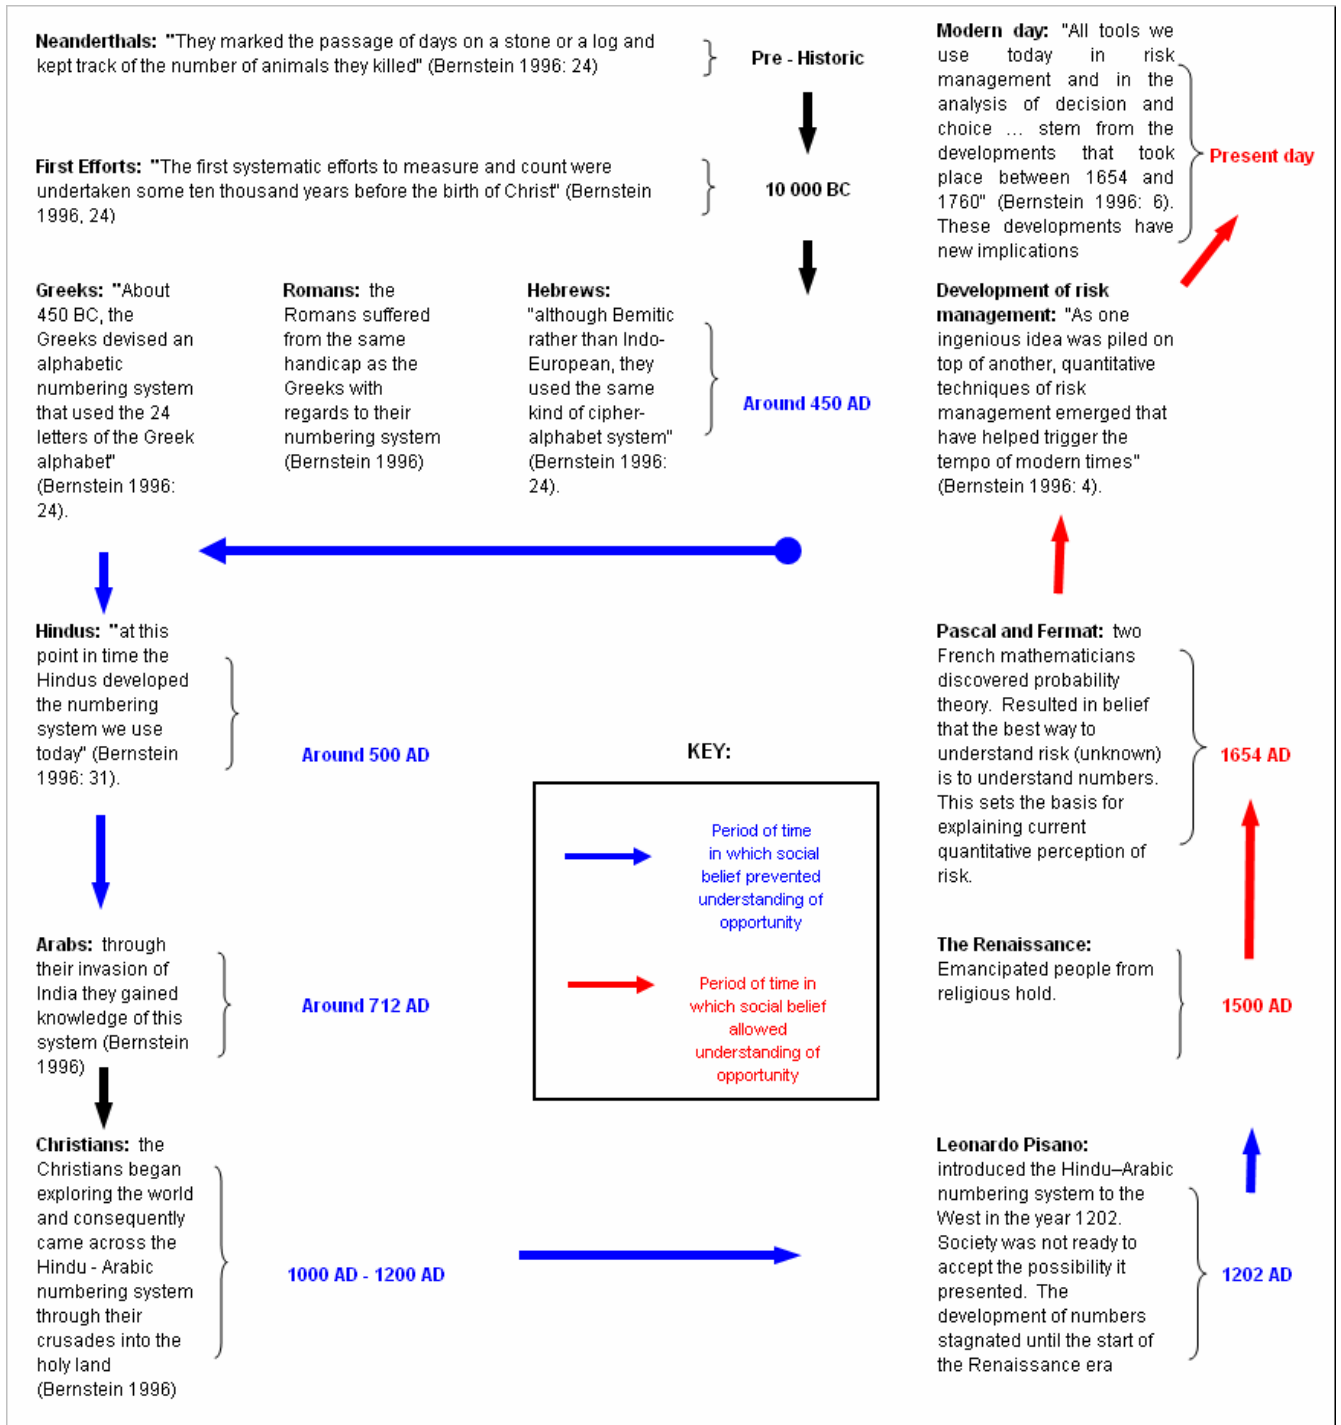 Neanderthals: "They marked the passage of days on a stone or a log and
kept track of the number of animals they killed" (Bernstein 1996: 24)
Pre - Historic
First Efforts: "The first systematic efforts to measure and count were
undertaken some ten thousand years before the birth of Christ" (Bernstein
1996, 24)
10 000 BC
Greeks: "About
450 BC, the
Greeks devised an
alphabetic
numbering system
that used the 24
letters of the Greek
alphabet"
(Bernstein 1996:
24).
Romans: the
Romans suffered
from the same
handicap as the
Greeks with
regards to their
numbering system
(Bernstein 1996)
Hebrews:
"although Bemitic
rather than Indo-
European, they
used the same
kind of cipher-
alphabet system"
(Bernstein 1996:
24).
Around 450 AD
Hindus: "at this
point in time the
Hindus developed
the numbering
system we use
today" (Bernstein
1996: 31).
Around 500 AD
Arabs: through
their invasion of
India they gained
knowledge of this
system (Bernstein
1996)
Around 712 AD
Christians: the
Christians began
exploring the world
and consequently
came across the
Hindu - Arabic
numbering system
through their
crusades into the
holy land
(Bernstein 1996)
1000 AD - 1200 AD
KEY:
Period of time
in which social
belief prevented
understanding of
opportunity
Period of time in
which social belief
allowed
understanding of
opportunity
Modern day: "All tools we
use today in risk
management and in the
analysis of decision and
choice ... stem from the
developments that took
place between 1654 and
1760" (Bernstein 1996: 6).
These developments have
new implications
Present day
Development of risk
management: "As one
ingenious idea was piled on
top of another, quantitative
techniques of risk
management emerged that
have helped trigger the
tempo of modern times"
(Bernstein 1996: 4).
Pascal and Fermat: two
French mathematicians
discovered probability
theory. Resulted in belief
that the best way to
understand risk (unknown)
is to understand numbers.
This sets the basis for
explaining current
quantitative perception of
risk.
1654 AD
The Renaissance:
Emancipated people from
religious hold.
1500 AD
Leonardo Pisano:
introduced the Hindu–Arabic
numbering system to the
West in the year 1202.
Society was not ready to
accept the possibility it
presented. The
development of numbers
stagnated until the start of
the Renaissance era
1202 AD